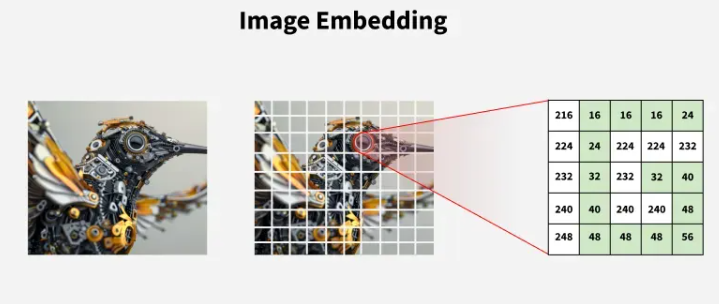 Image Embedding
216 16 16 16 24
224 24 224 224 232
232 32 232 32 40
240 40 240 240 48
248 48 48 48 56